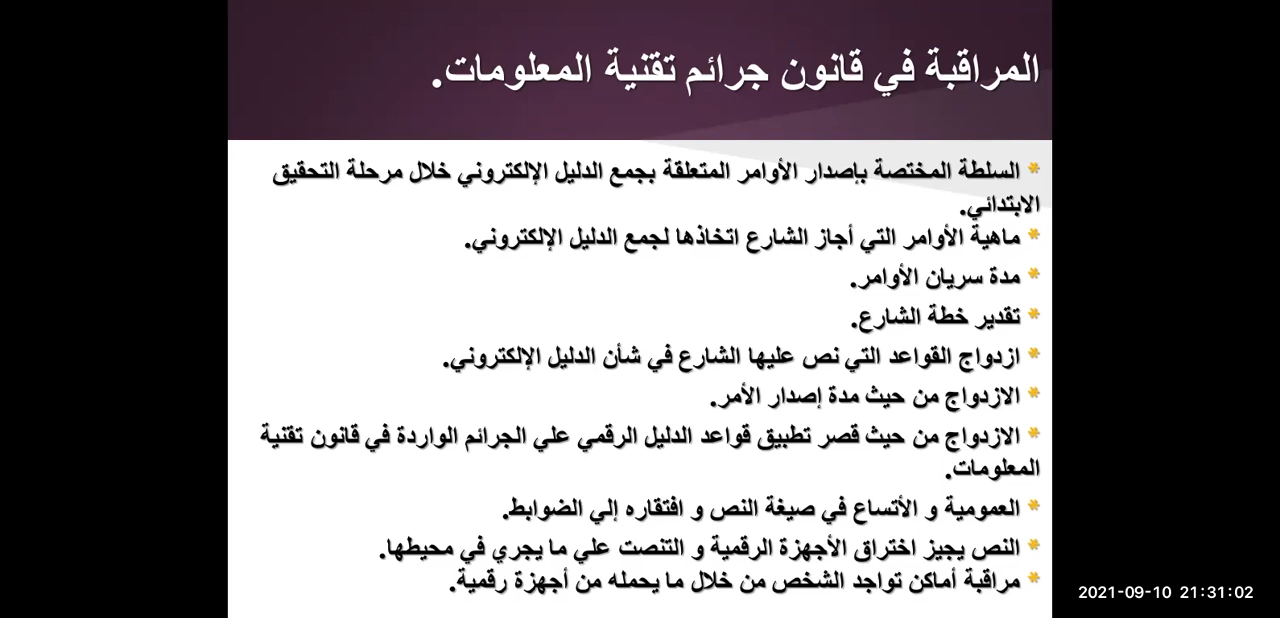 المراقبة في قانون جرائم تقنية المعلومات.
* السلطة المختصة بإصدار الأوامر المتعلقة بجمع الدليل الإلكتروني خلال مرحلة التحقيق
الابتدائي.
* ماهية الأوامر التي أجاز الشارع اتخاذها لجمع الدليل الإلكتروني.
* مدة سريان الأوامر.
* تقدير خطة الشارع.
* ازدواج القواعد التي نص عليها الشارع في شأن الدليل الإلكتروني.
* الازدواج من حيث مدة إصدار الأمر.
* الازدواج من حيث قصر تطبيق قواعد الدليل الرقمي علي الجرائم الواردة في قانون تقنية
المعلومات.
* العمومية و الأتساع في صيغة النص و افتقاره إلي الضوابط.
* النص يجيز اختراق الأجهزة الرقمية و التنصت علي ما يجري في محيطها.
* مراقبة أماكن تواجد الشخص من خلال ما يحمله من أجهزة رقمية.
2021-09-10 21:31:02